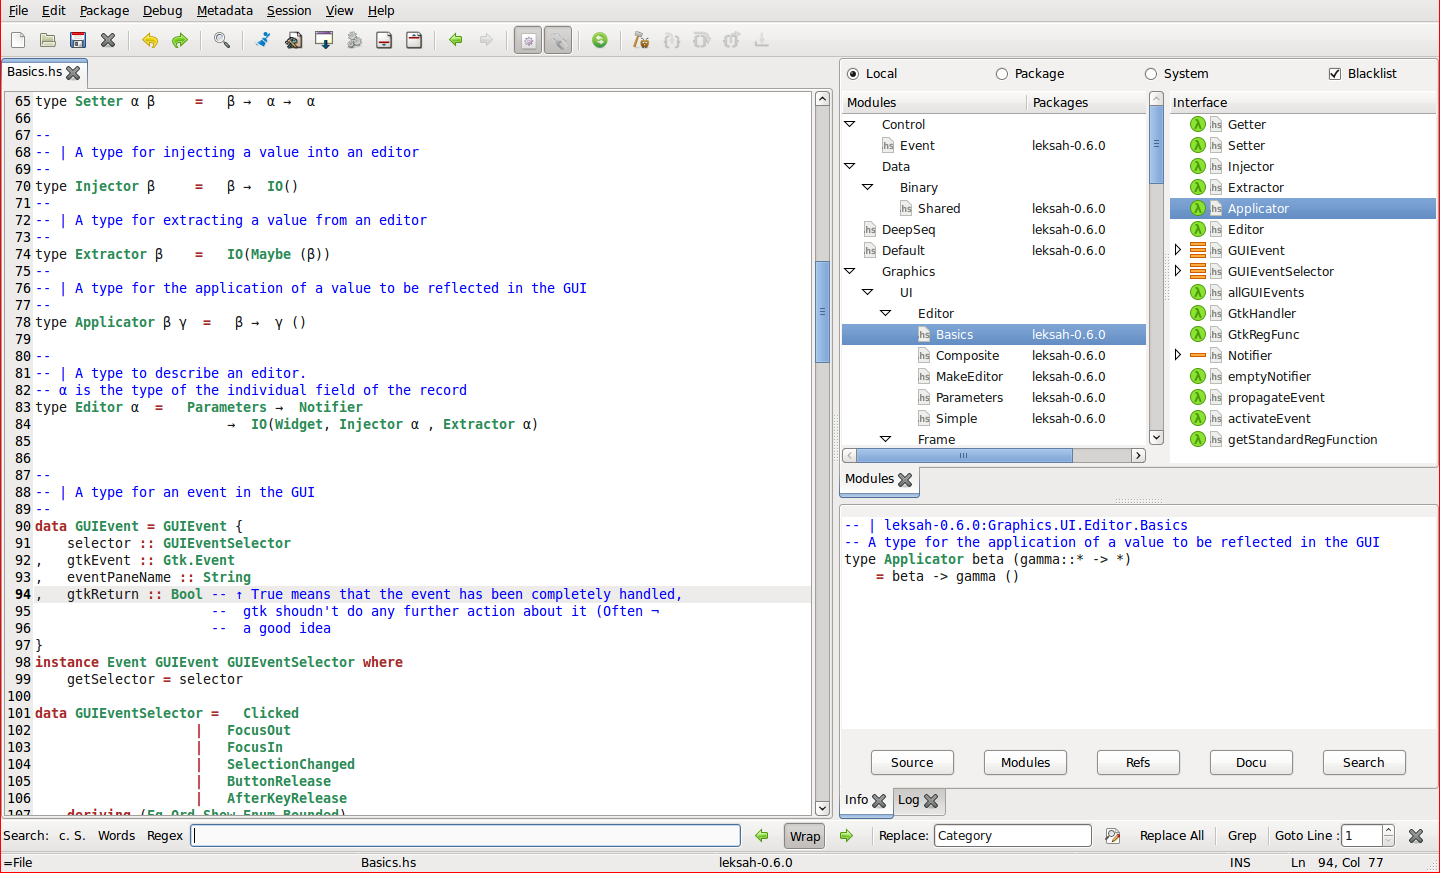 File Edit Package Debug Metadata Session View Help
Basics.hs
65 type Setter α β     =   β →  α →  α
66
67 --
68 -- | A type for injecting a value into an editor
69 --
70 type Injector β     =   β →  IO()
71 --
72 -- | A type for extracting a value from an editor
73 --
74 type Extractor β    =   IO(Maybe (β))
75 --
76 -- | A type for the application of a value to be reflected in the GUI
77 --
78 type Applicator β γ  =   β →  γ ()
79
80 --
81 -- | A type to describe an editor.
82 -- α is the type of the individual field of the record
83 type Editor α  =   Parameters →  Notifier
84                         →  IO(Widget, Injector α , Extractor α)
85
86
87 --
88 -- | A type for an event in the GUI
89 --
90 data GUIEvent = GUIEvent {
91     selector :: GUIEventSelector
92 ,   gtkEvent :: Gtk.Event
93 ,   eventPaneName :: String
94 ,   gtkReturn :: Bool -- ↑ True means that the event has been completely handled,
95                       --  gtk shoudn't do any further action about it (Often ¬
96                       --  a good idea
97 }
98 instance Event GUIEvent GUIEventSelector where
99     getSelector = selector
100
101 data GUIEventSelector =   Clicked
102                     |   FocusOut
103                     |   FocusIn
104                     |   SelectionChanged
105                     |   ButtonRelease
106                     |   AfterKeyRelease
107     deriving (Eq,Ord,Show,Enum,Bounded)
Local Package System Blacklist
Modules Packages
Control
Event leksah-0.6.0
Data
Binary
Shared leksah-0.6.0
DeepSeq leksah-0.6.0
Default leksah-0.6.0
Graphics
UI
Editor
Basics leksah-0.6.0
Composite leksah-0.6.0
MakeEditor leksah-0.6.0
Parameters leksah-0.6.0
Simple leksah-0.6.0
Frame
Modules
Interface
Getter
Setter
Injector
Extractor
Applicator
Editor
GUIEvent
GUIEventSelector
allGUIEvents
GtkHandler
GtkRegFunc
Notifier
emptyNotifier
propagateEvent
activateEvent
getStandardRegFunction
-- | leksah-0.6.0:Graphics.UI.Editor.Basics
-- A type for the application of a value to be reflected in the GUI
type Applicator beta (gamma::* -> *)
    = beta -> gamma ()
Source Modules Refs Docu Search
Info Log
Search: c. S. Words Regex Wrap Replace: Category Replace All Grep Goto Line : 1
=File Basics.hs leksah-0.6.0 INS Ln 94, Col 77